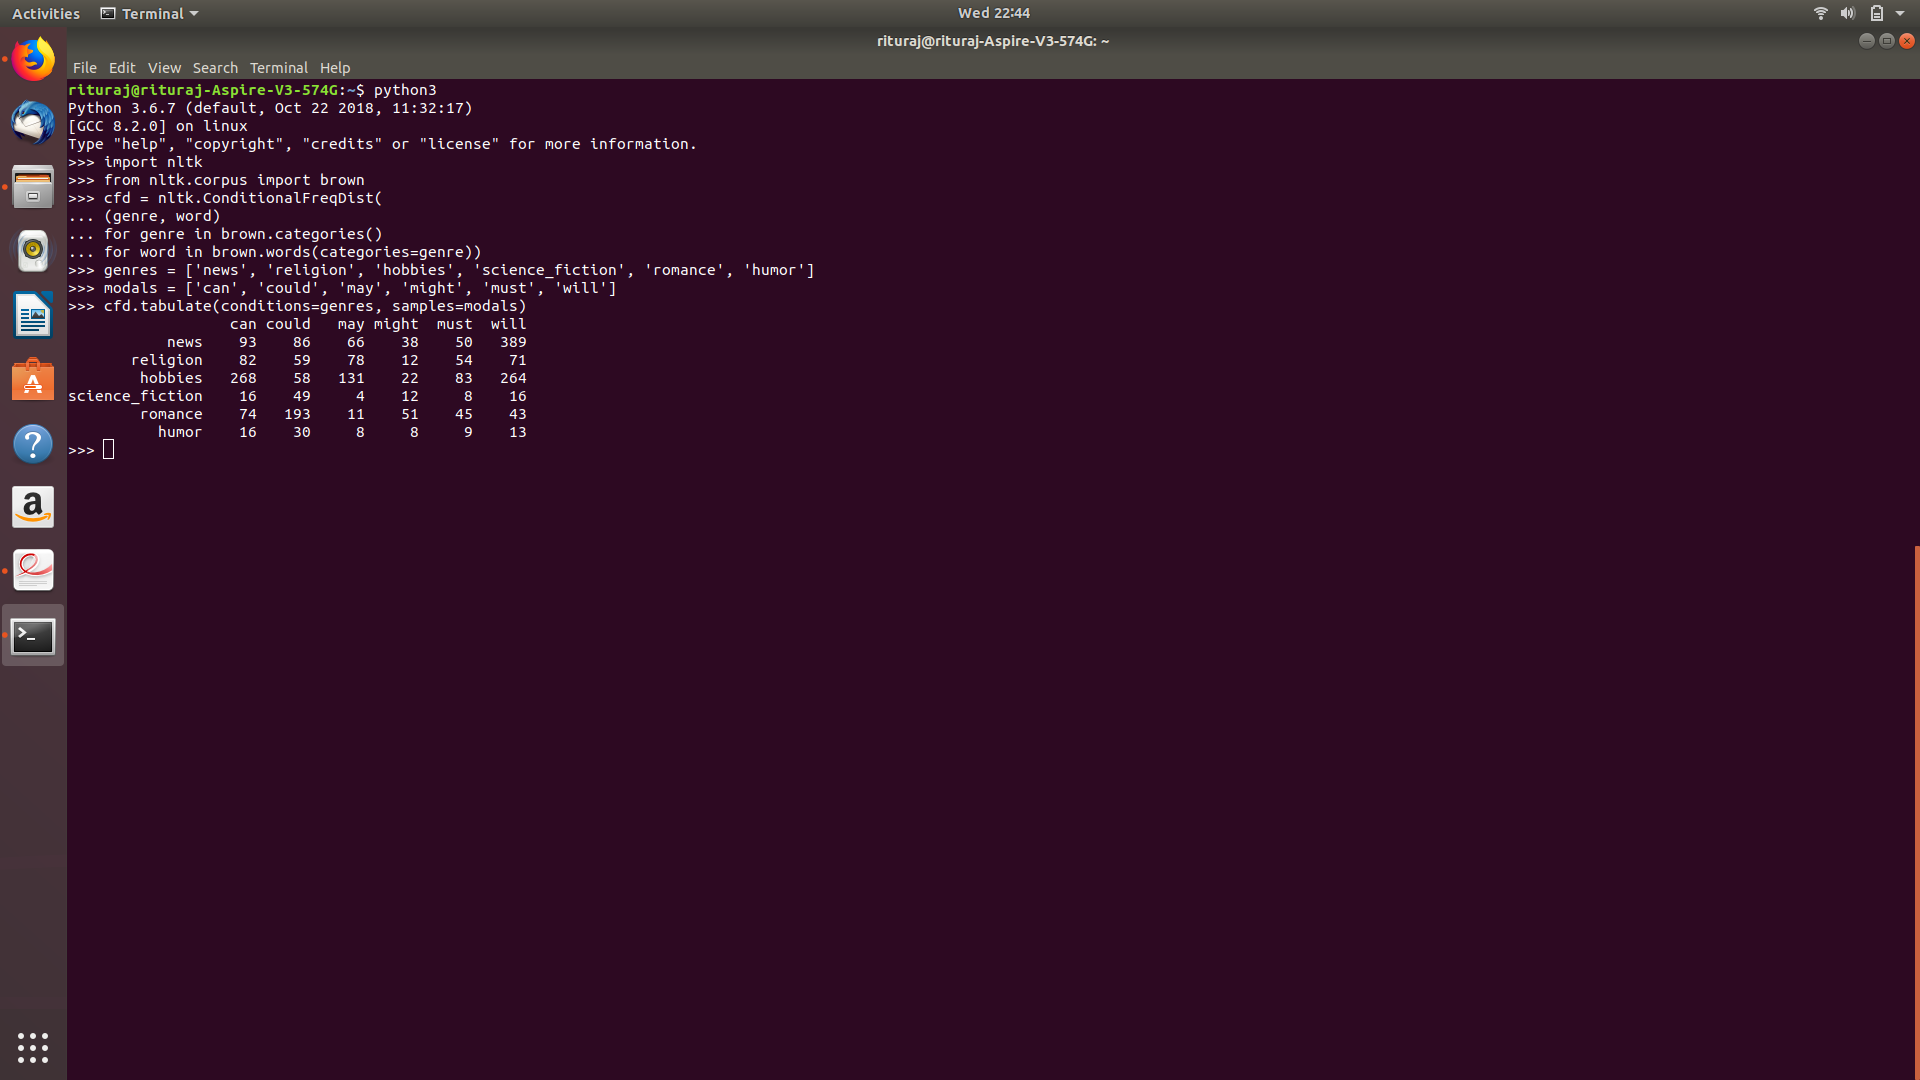 Activities Terminal Wed 22:44
rituraj@rituraj-Aspire-V3-574G: ~
File Edit View Search Terminal Help
rituraj@rituraj-Aspire-V3-574G:~$ python3
Python 3.6.7 (default, Oct 22 2018, 11:32:17)
[GCC 8.2.0] on linux
Type "help", "copyright", "credits" or "license" for more information.
>>> import nltk
>>> from nltk.corpus import brown
>>> cfd = nltk.ConditionalFreqDist(
... (genre, word)
... for genre in brown.categories()
... for word in brown.words(categories=genre))
>>> genres = ['news', 'religion', 'hobbies', 'science_fiction', 'romance', 'humor']
>>> modals = ['can', 'could', 'may', 'might', 'must', 'will']
>>> cfd.tabulate(conditions=genres, samples=modals)
                  can could   may might  must  will
           news    93    86    66    38    50   389
       religion    82    59    78    12    54    71
        hobbies   268    58   131    22    83   264
science_fiction    16    49     4    12     8    16
        romance    74   193    11    51    45    43
          humor    16    30     8     8     9    13
>>>